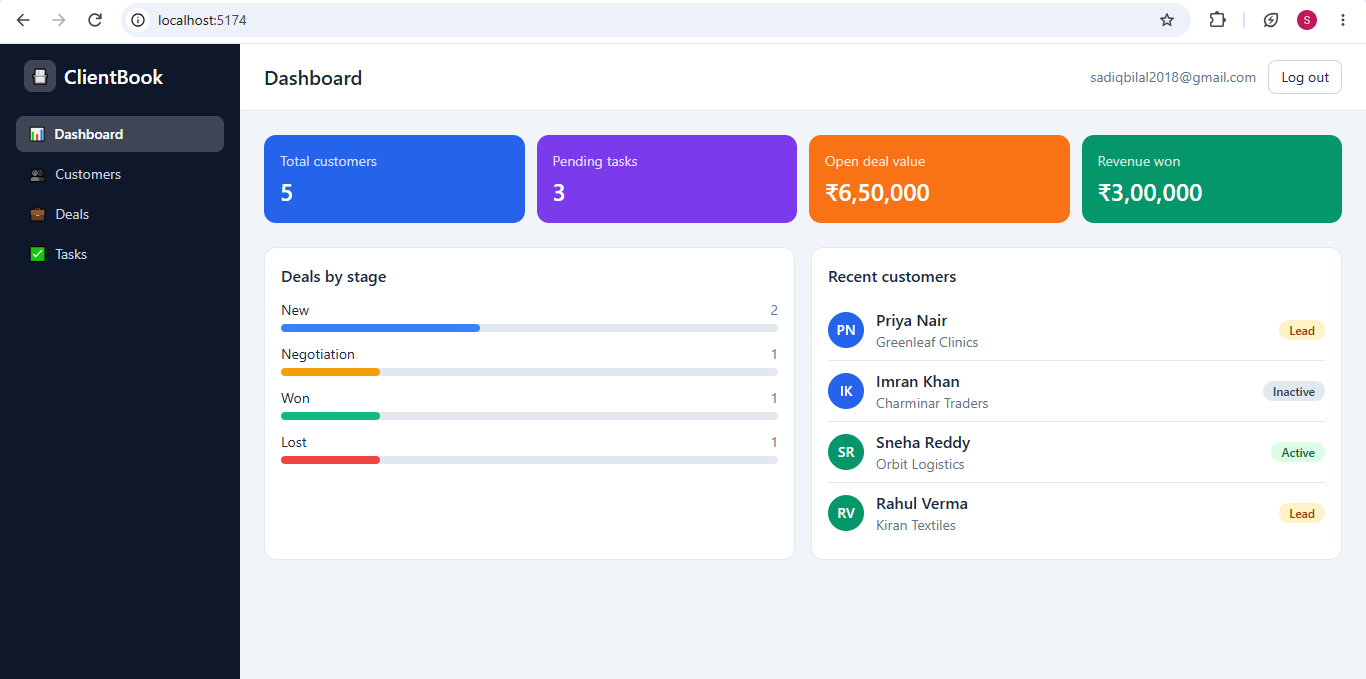 localhost:5174
S
ClientBook
Dashboard
Customers
Deals
Tasks
Dashboard
sadiqbilal2018@gmail.com
Log out
Total customers
5
Pending tasks
3
Open deal value
₹6,50,000
Revenue won
₹3,00,000
Deals by stage
New 2
Negotiation 1
Won 1
Lost 1
Recent customers
PN
Priya Nair
Greenleaf Clinics
Lead
IK
Imran Khan
Charminar Traders
Inactive
SR
Sneha Reddy
Orbit Logistics
Active
RV
Rahul Verma
Kiran Textiles
Lead